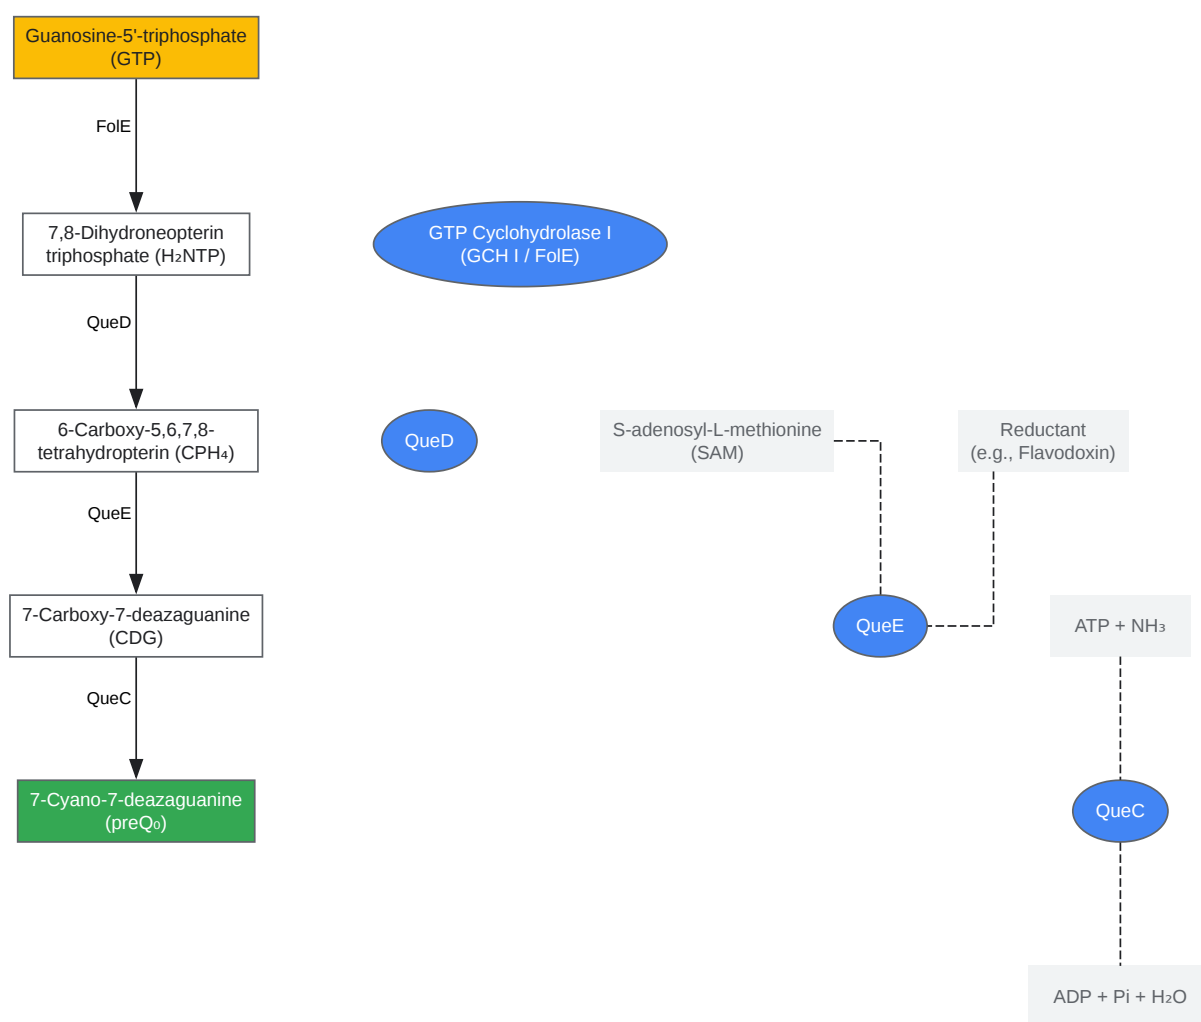 Guanosine-5'-triphosphate
(GTP)
FolE
7,8-Dihydroneopterin
triphosphate (H₂NTP)
GTP Cyclohydrolase I
(GCH I / FolE)
QueD
6-Carboxy-5,6,7,8-
tetrahydropterin (CPH₄)
QueD
S-adenosyl-L-methionine
(SAM)
Reductant
(e.g., Flavodoxin)
QueE
7-Carboxy-7-deazaguanine
(CDG)
QueE
ATP + NH₃
QueC
7-Cyano-7-deazaguanine
(preQ₀)
QueC
ADP + Pi + H₂O